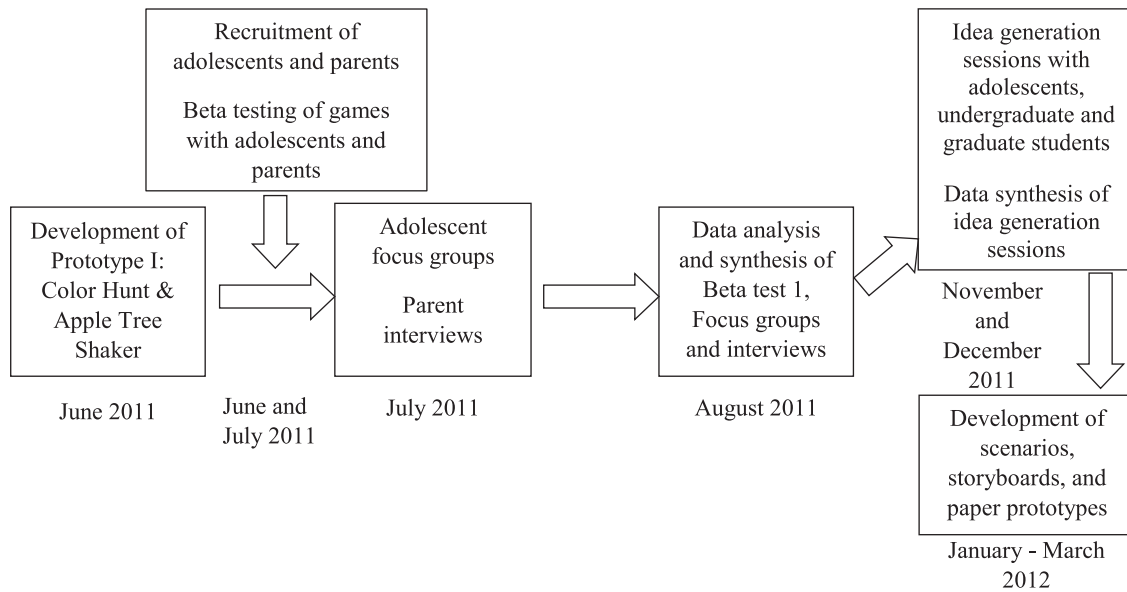 Recruitment of
adolescents and parents
Beta testing of games
with adolescents and
parents
Development of
Prototype I:
Color Hunt &
Apple Tree
Shaker
June 2011
June and
July 2011
Adolescent
focus groups
Parent
interviews
July 2011
Data analysis
and synthesis of
Beta test 1,
Focus groups
and interviews
August 2011
Idea generation
sessions with
adolescents,
undergraduate and
graduate students
Data synthesis of
idea generation
sessions
November
and
December
2011
Development of
scenarios,
storyboards, and
paper prototypes
January - March
2012